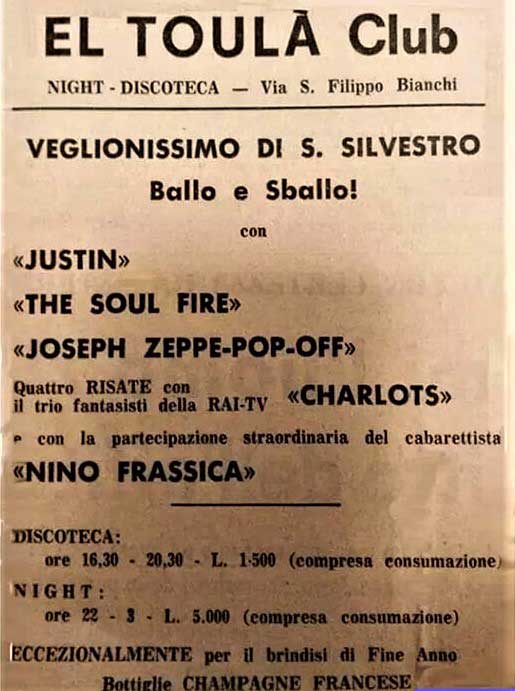 EL TOULÀ Club
NIGHT - DISCOTECA — Via S. Filippo Bianchi
VEGLIONISSIMO DI S. SILVESTRO
Ballo e Sballo!
con
«JUSTIN»
«THE SOUL FIRE»
«JOSEPH ZEPPE-POP-OFF»
Quattro RISATE con
il trio fantasisti della RAI-TV «CHARLOTS»
e con la partecipazione straordinaria del cabarettista
«NINO FRASSICA»
DISCOTECA:
ore 16,30 - 20,30 - L. 1.500 (compresa consumazione)
NIGHT:
ore 22 - 3 - L. 5.000 (compresa consumazione)
ECCEZIONALMENTE per il brindisi di Fine Anno
Bottiglie CHAMPAGNE FRANCESE